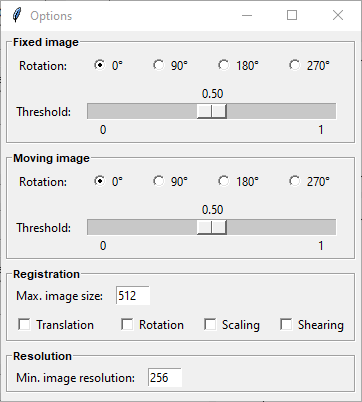 Options
Fixed image
Rotation: 0° 90° 180° 270°
0.50
Threshold:
0 1
Moving image
Rotation: 0° 90° 180° 270°
0.50
Threshold:
0 1
Registration
Max. image size: 512
Translation Rotation Scaling Shearing
Resolution
Min. image resolution: 256